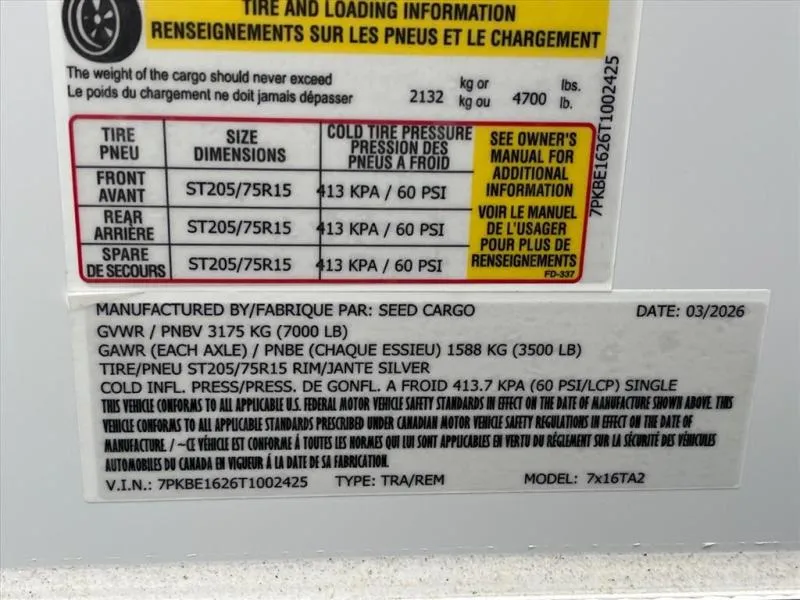 TIRE AND LOADING INFORMATION
RENSEIGNEMENTS SUR LES PNEUS ET LE CHARGEMENT
The weight of the cargo should never exceed
Le poids du chargement ne doit jamais dépasser
2132 kg or kg ou 4700 lbs. lb.
TIRE PNEU SIZE DIMENSIONS COLD TIRE PRESSURE PRESSION DES PNEUS A FROID
FRONT AVANT ST205/75R15 413 KPA / 60 PSI
REAR ARRIÈRE ST205/75R15 413 KPA / 60 PSI
SPARE DE SECOURS ST205/75R15 413 KPA / 60 PSI
SEE OWNER'S
MANUAL FOR
ADDITIONAL
INFORMATION
VOIR LE MANUEL
DE L'USAGER
POUR PLUS DE
RENSEIGNEMENTS
FD-337
7PKBE1626T1002425
MANUFACTURED BY/FABRIQUE PAR: SEED CARGO DATE: 03/2026
GVWR / PNBV 3175 KG (7000 LB)
GAWR (EACH AXLE) / PNBE (CHAQUE ESSIEU) 1588 KG (3500 LB)
TIRE/PNEU ST205/75R15 RIM/JANTE SILVER
COLD INFL. PRESS/PRESS. DE GONFL. A FROID 413.7 KPA (60 PSI/LCP) SINGLE
THIS VEHICLE CONFORMS TO ALL APPLICABLE U.S. FEDERAL MOTOR VEHICLE SAFETY STANDARDS IN EFFECT ON THE DATE OF MANUFACTURE SHOWN ABOVE. THIS
VEHICLE CONFORMS TO ALL APPLICABLE STANDARDS PRESCRIBED UNDER CANADIAN MOTOR VEHICLE SAFETY REGULATIONS IN EFFECT ON THE DATE OF
MANUFACTURE. / ~CE VÉHICLE EST CONFORME Á TOUTES LES NORMES QUI LUI SONT APPLICABLES EN VERTU DU RÉGLEMENT SUR LA SÉCURITÉ DES VÉHICULES
AUTOMOBILES DU CANADA EN VIGUEUR Á LA DATE DE SA FABRICATION.
V.I.N.: 7PKBE1626T1002425 TYPE: TRA/REM MODEL: 7x16TA2